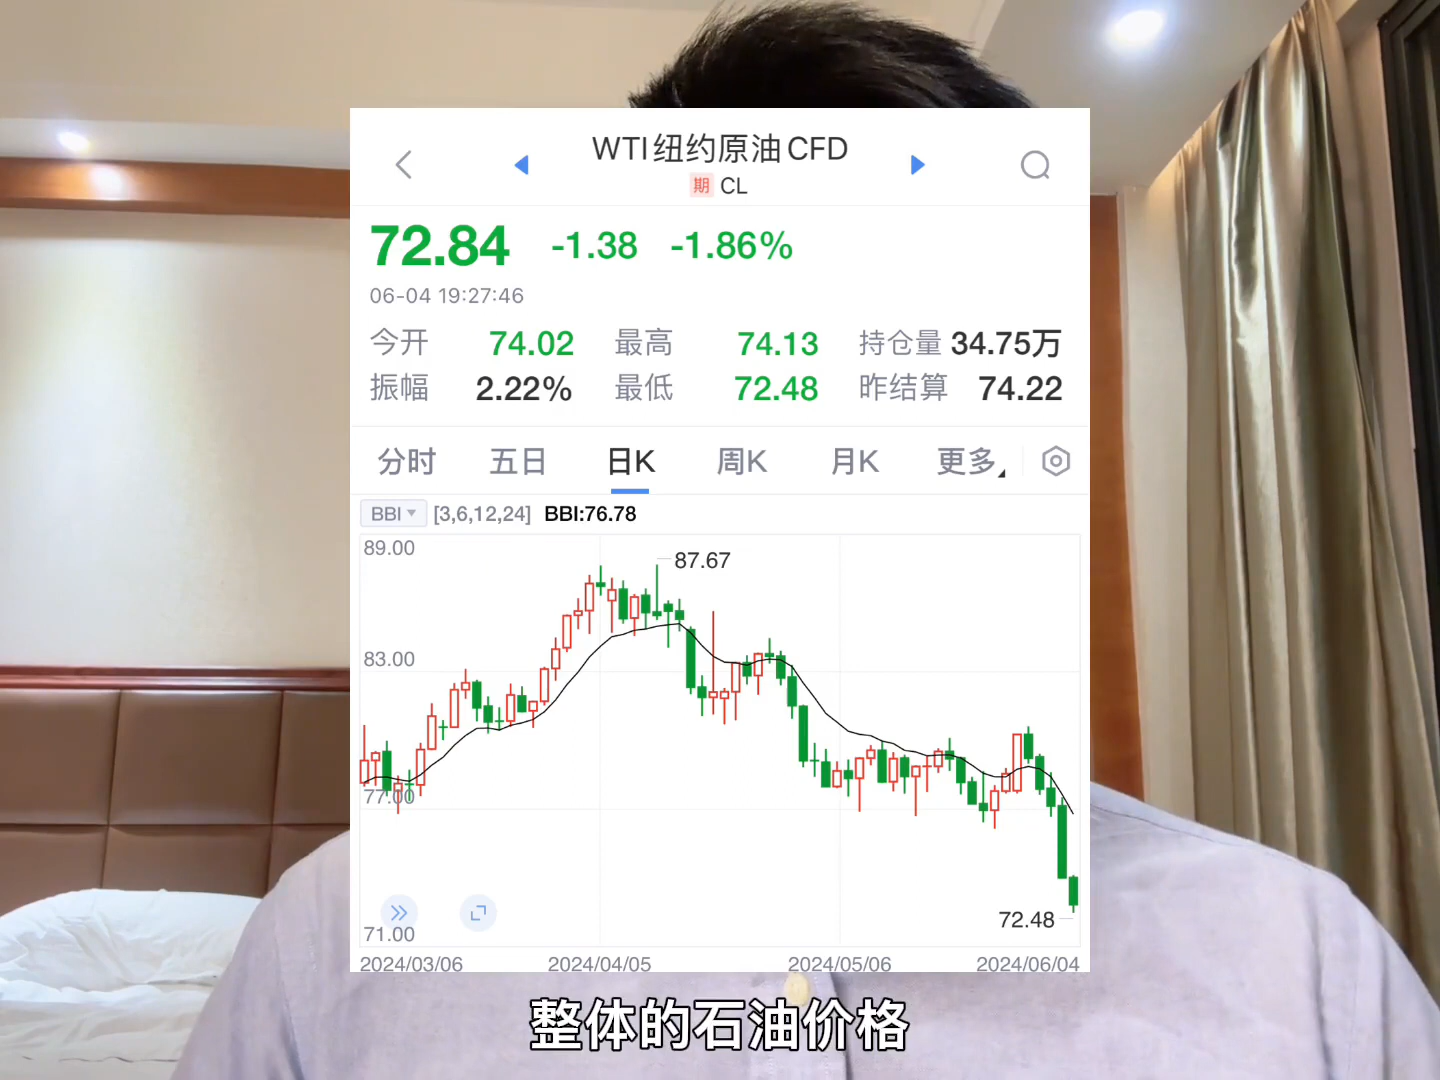 WTI纽约原油CFD
期 CL
72.84 -1.38 -1.86%
06-04 19:27:46
今开 74.02 最高 74.13 持仓量 34.75万
振幅 2.22% 最低 72.48 昨结算 74.22
分时 五日 日K 周K 月K 更多
BBI [3,6,12,24] BBI:76.78
89.00
87.67
83.00
77.00
72.48
71.00
2024/03/06 2024/04/05 2024/05/06 2024/06/04
整体的石油价格